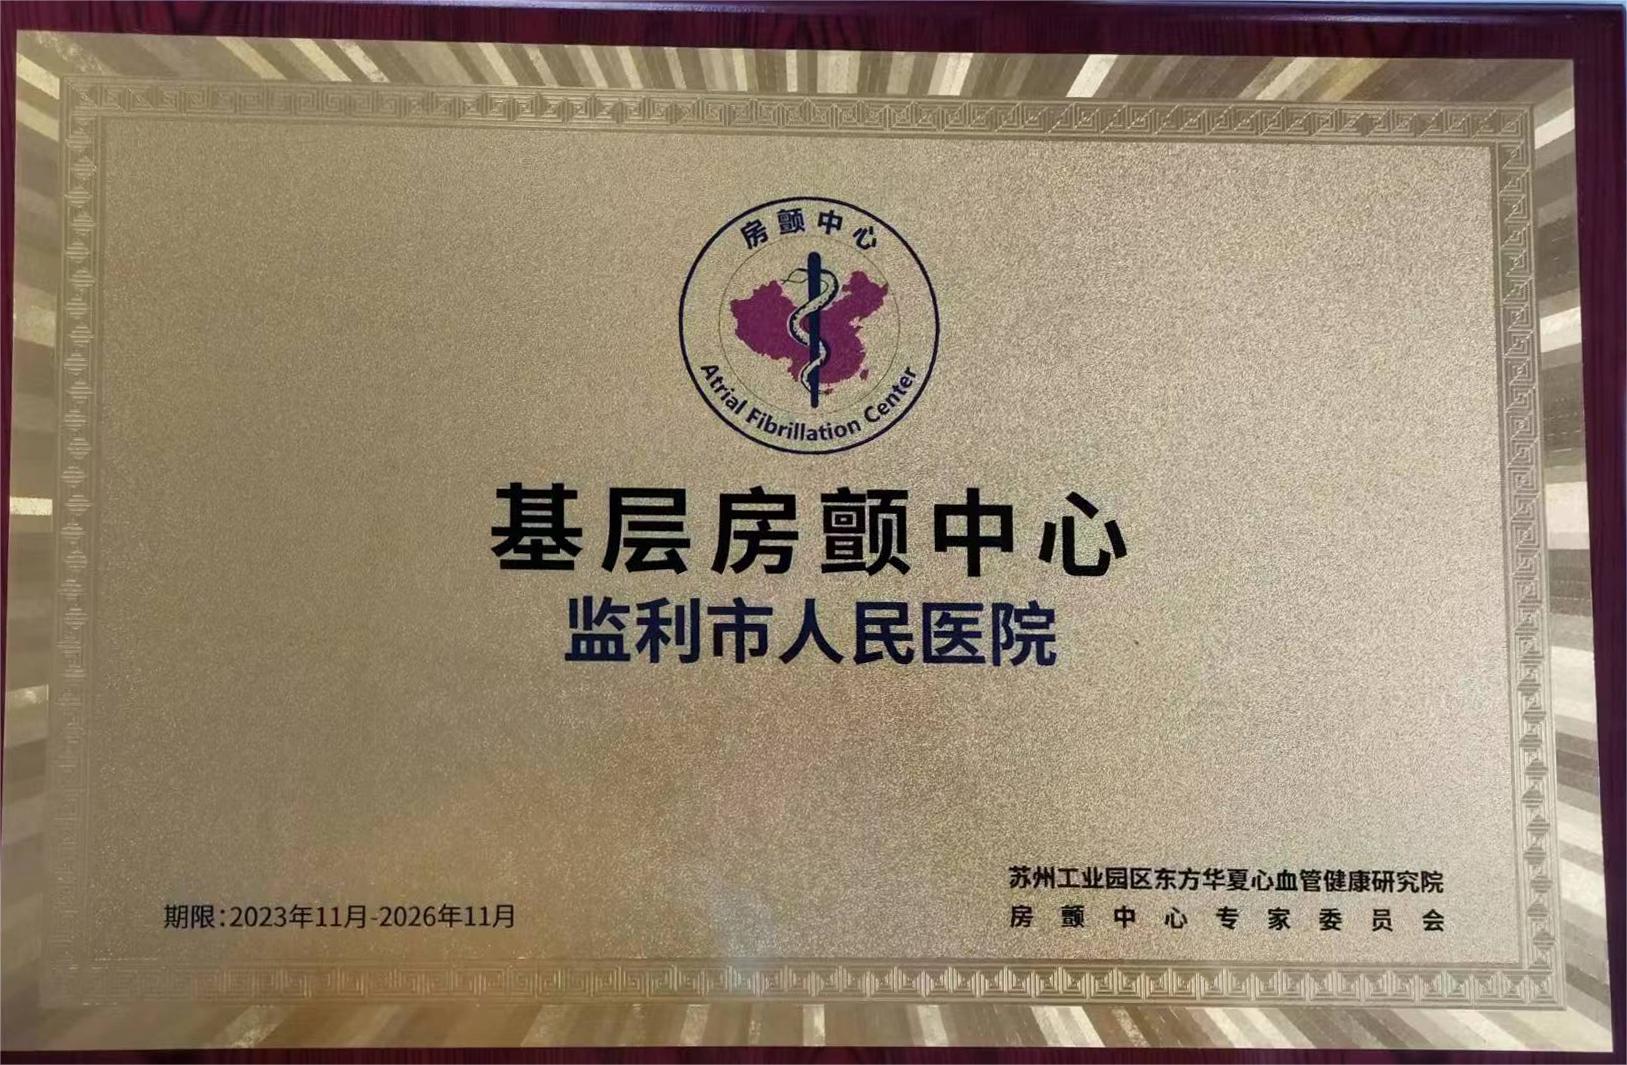 房颤中心
Atrial Fibrillation Center
基层房颤中心
监利市人民医院
苏州工业园区东方华夏心血管健康研究院
期限：2023年11月-2026年11月
房颤中心专家委员会